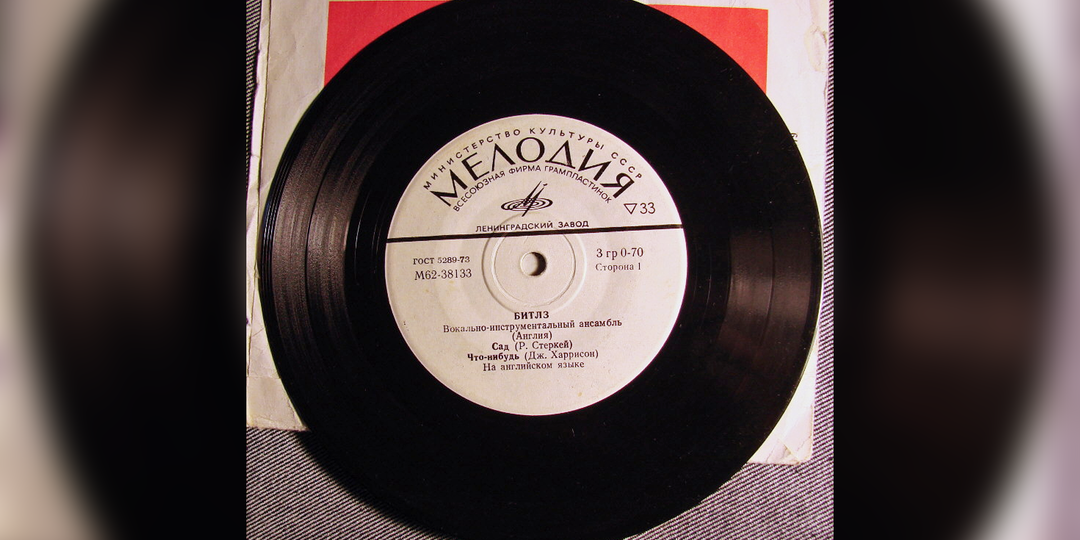 МИНИСТЕРСТВО КУЛЬТУРЫ СССР
МЕЛОДИЯ
ВСЕСОЮЗНАЯ ФИРМА ГРАМПЛАСТИНОК
▽33
ЛЕНИНГРАДСКИЙ ЗАВОД
ГОСТ 5289-73
М62-38133
3 гр 0-70
Сторона 1
БИТЛЗ
Вокально-инструментальный ансамбль
(Англия)
Сад (Р. Стеркей)
Что-нибудь (Дж. Харрисон)
На английском языке